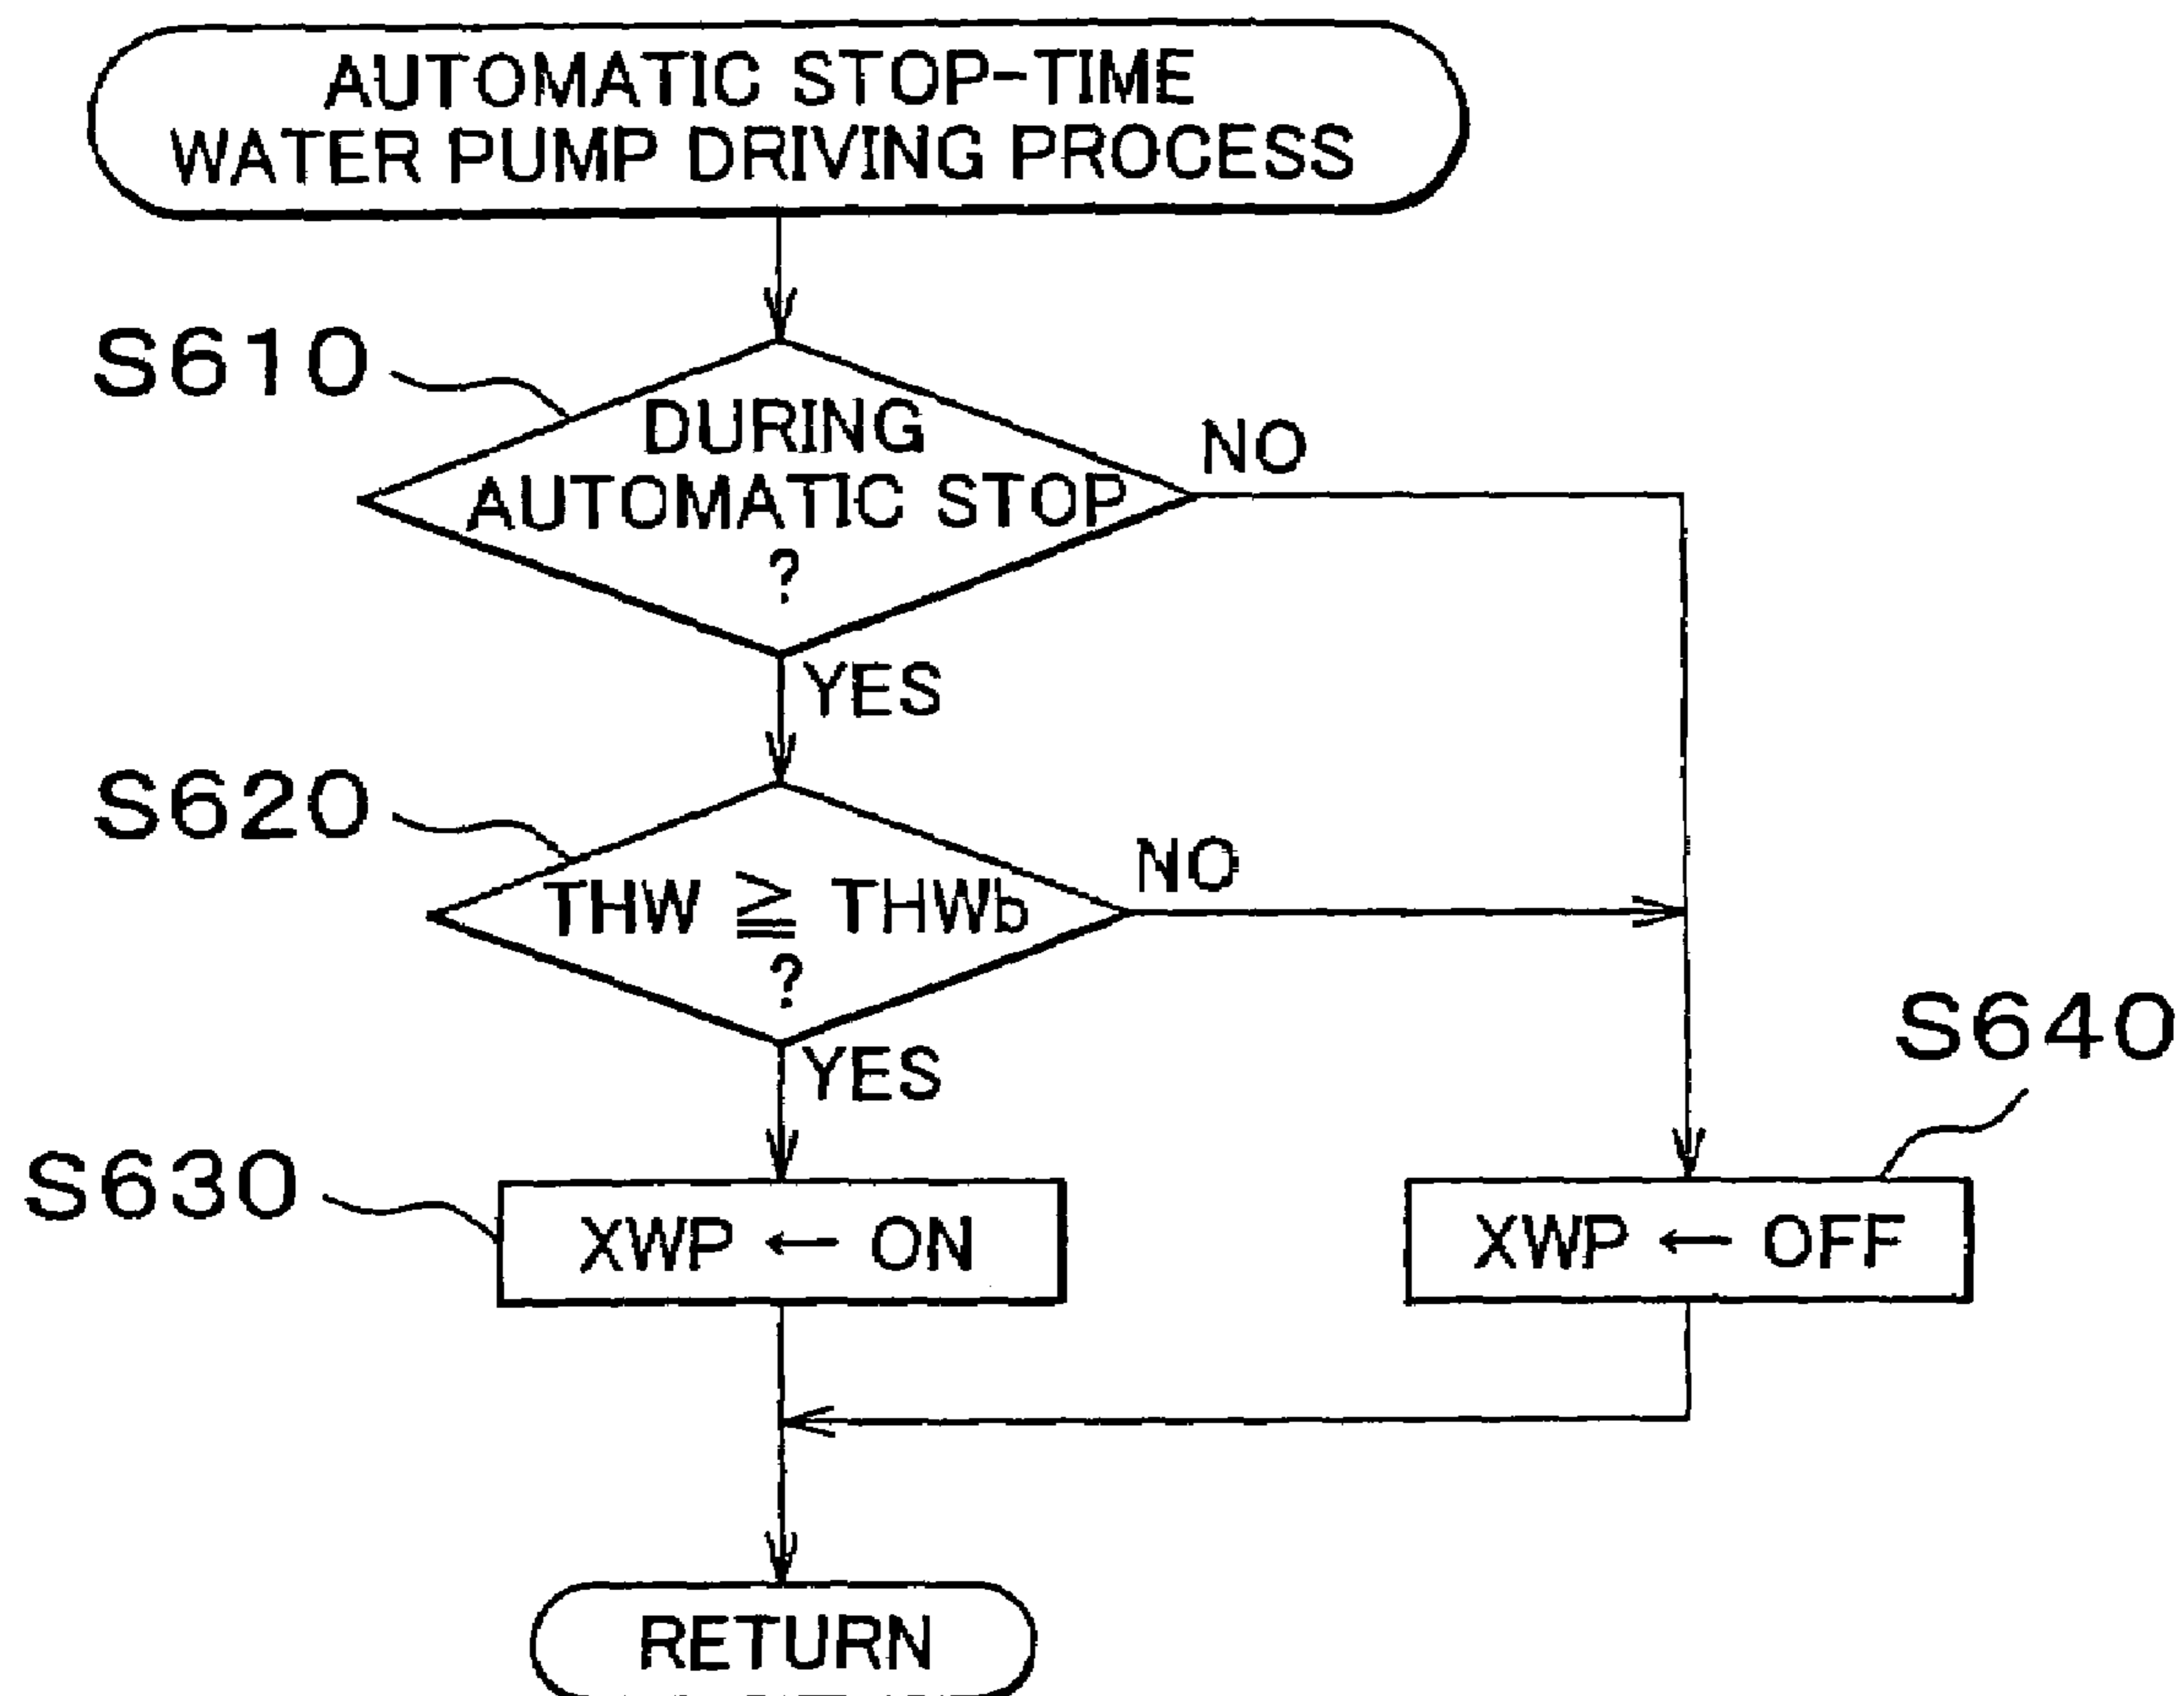 AUTOMATIC STOP-TIME
WATER PUMP DRIVING PROCESS
S610
DURING
AUTOMATIC STOP
?
NO
YES
S620
THW ≧ THWb
?
NO
YES
S630
XWP ← ON
S640
XWP ← OFF
RETURN